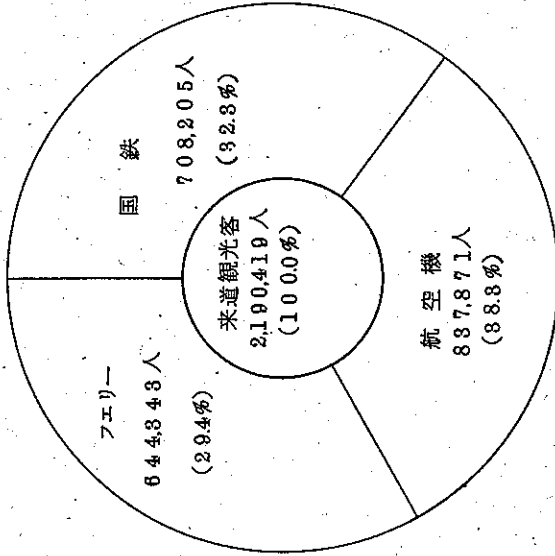 国鉄
708,205人
(32.3%)
航空機
837,871人
(38.3%)
フェリー
644,343人
(29.4%)
来道観光客
2,190,419人
(100.0%)